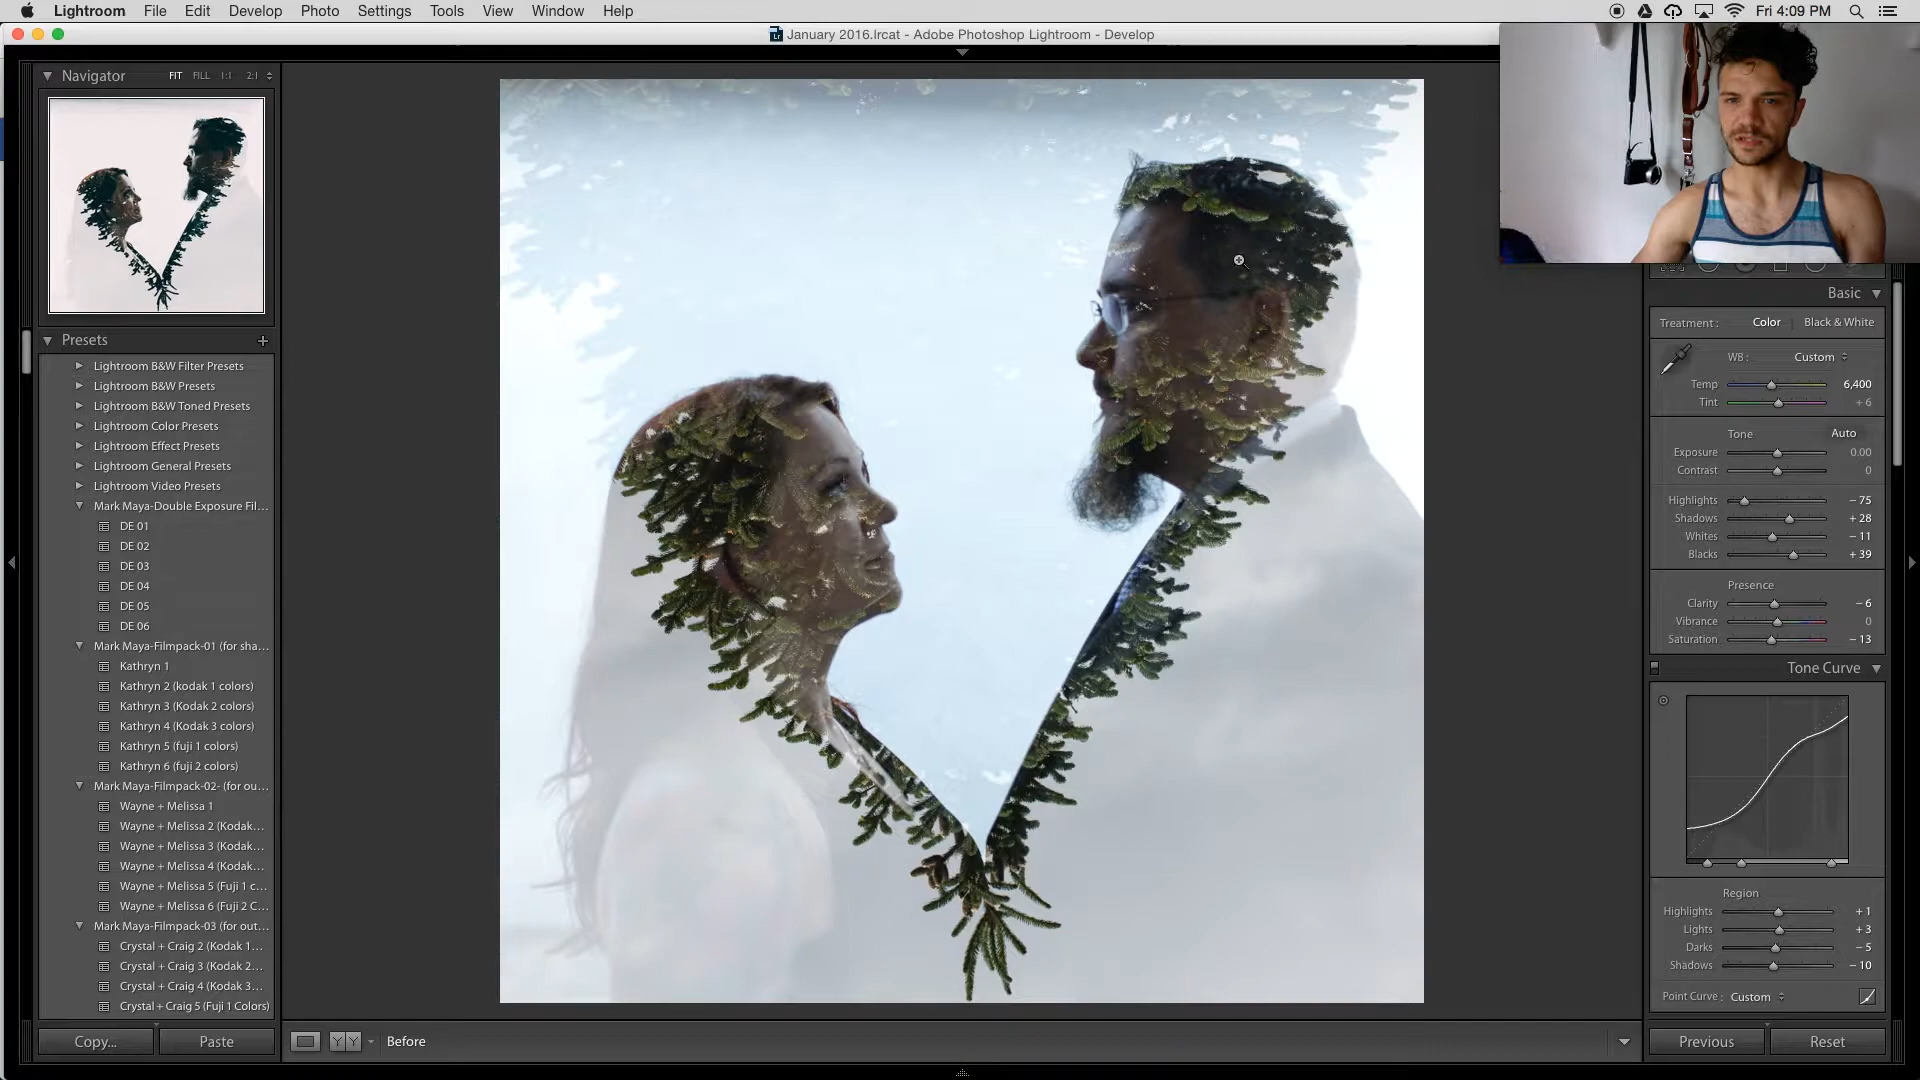 Lightroom File Edit Develop Photo Settings Tools View Window Help Fri 4:09 PM
January 2016.lrcat - Adobe Photoshop Lightroom - Develop
Navigator FIT FILL 1:1 2:1
Presets +
Lightroom B&W Filter Presets
Lightroom B&W Presets
Lightroom B&W Toned Presets
Lightroom Color Presets
Lightroom Effect Presets
Lightroom General Presets
Lightroom Video Presets
Mark Maya-Double Exposure Fil...
DE 01
DE 02
DE 03
DE 04
DE 05
DE 06
Mark Maya-Filmpack-01 (for sha...
Kathryn 1
Kathryn 2 (kodak 1 colors)
Kathryn 3 (Kodak 2 colors)
Kathryn 4 (Kodak 3 colors)
Kathryn 5 (fuji 1 colors)
Kathryn 6 (fuji 2 colors)
Mark Maya-Filmpack-02- (for ou...
Wayne + Melissa 1
Wayne + Melissa 2 (Kodak...
Wayne + Melissa 3 (Kodak...
Wayne + Melissa 4 (Kodak...
Wayne + Melissa 5 (Fuji 1 c...
Wayne + Melissa 6 (Fuji 2 C...
Mark Maya-Filmpack-03 (for out...
Crystal + Craig 2 (Kodak 1...
Crystal + Craig 3 (Kodak 2...
Crystal + Craig 4 (Kodak 3...
Crystal + Craig 5 (Fuji 1 Colors)
Copy... Paste
YY Before
Basic
Treatment : Color Black & White
WB : Custom
Temp 6,400
Tint + 6
Tone Auto
Exposure 0.00
Contrast 0
Highlights − 75
Shadows + 28
Whites − 11
Blacks + 39
Presence
Clarity − 6
Vibrance 0
Saturation − 13
Tone Curve
Region
Highlights + 1
Lights + 3
Darks − 5
Shadows − 10
Point Curve : Custom
Previous Reset